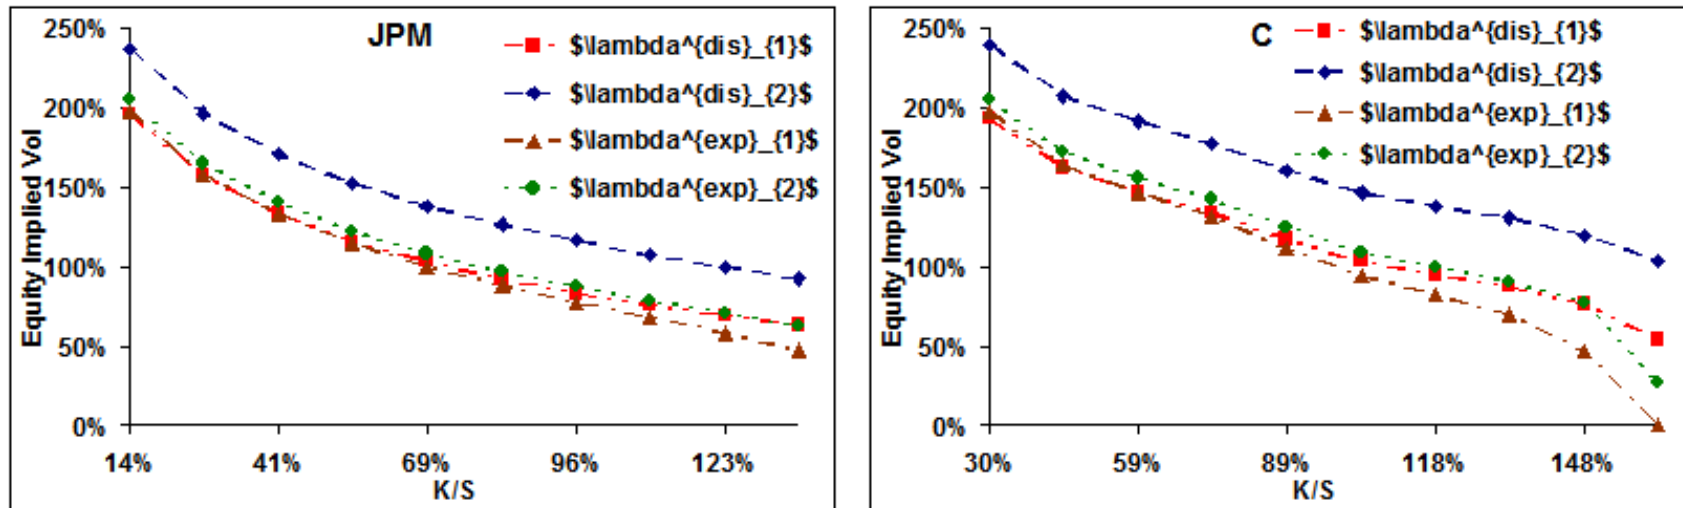 JPM
Equity Implied Vol
250%
200%
150%
100%
50%
0%
14%
41%
69%
96%
123%
K/S
$\lambda^{dis}_{1}$
$\lambda^{dis}_{2}$
$\lambda^{exp}_{1}$
$\lambda^{exp}_{2}$
C
Equity Implied Vol
250%
200%
150%
100%
50%
0%
30%
59%
89%
118%
148%
K/S
$\lambda^{dis}_{1}$
$\lambda^{dis}_{2}$
$\lambda^{exp}_{1}$
$\lambda^{exp}_{2}$